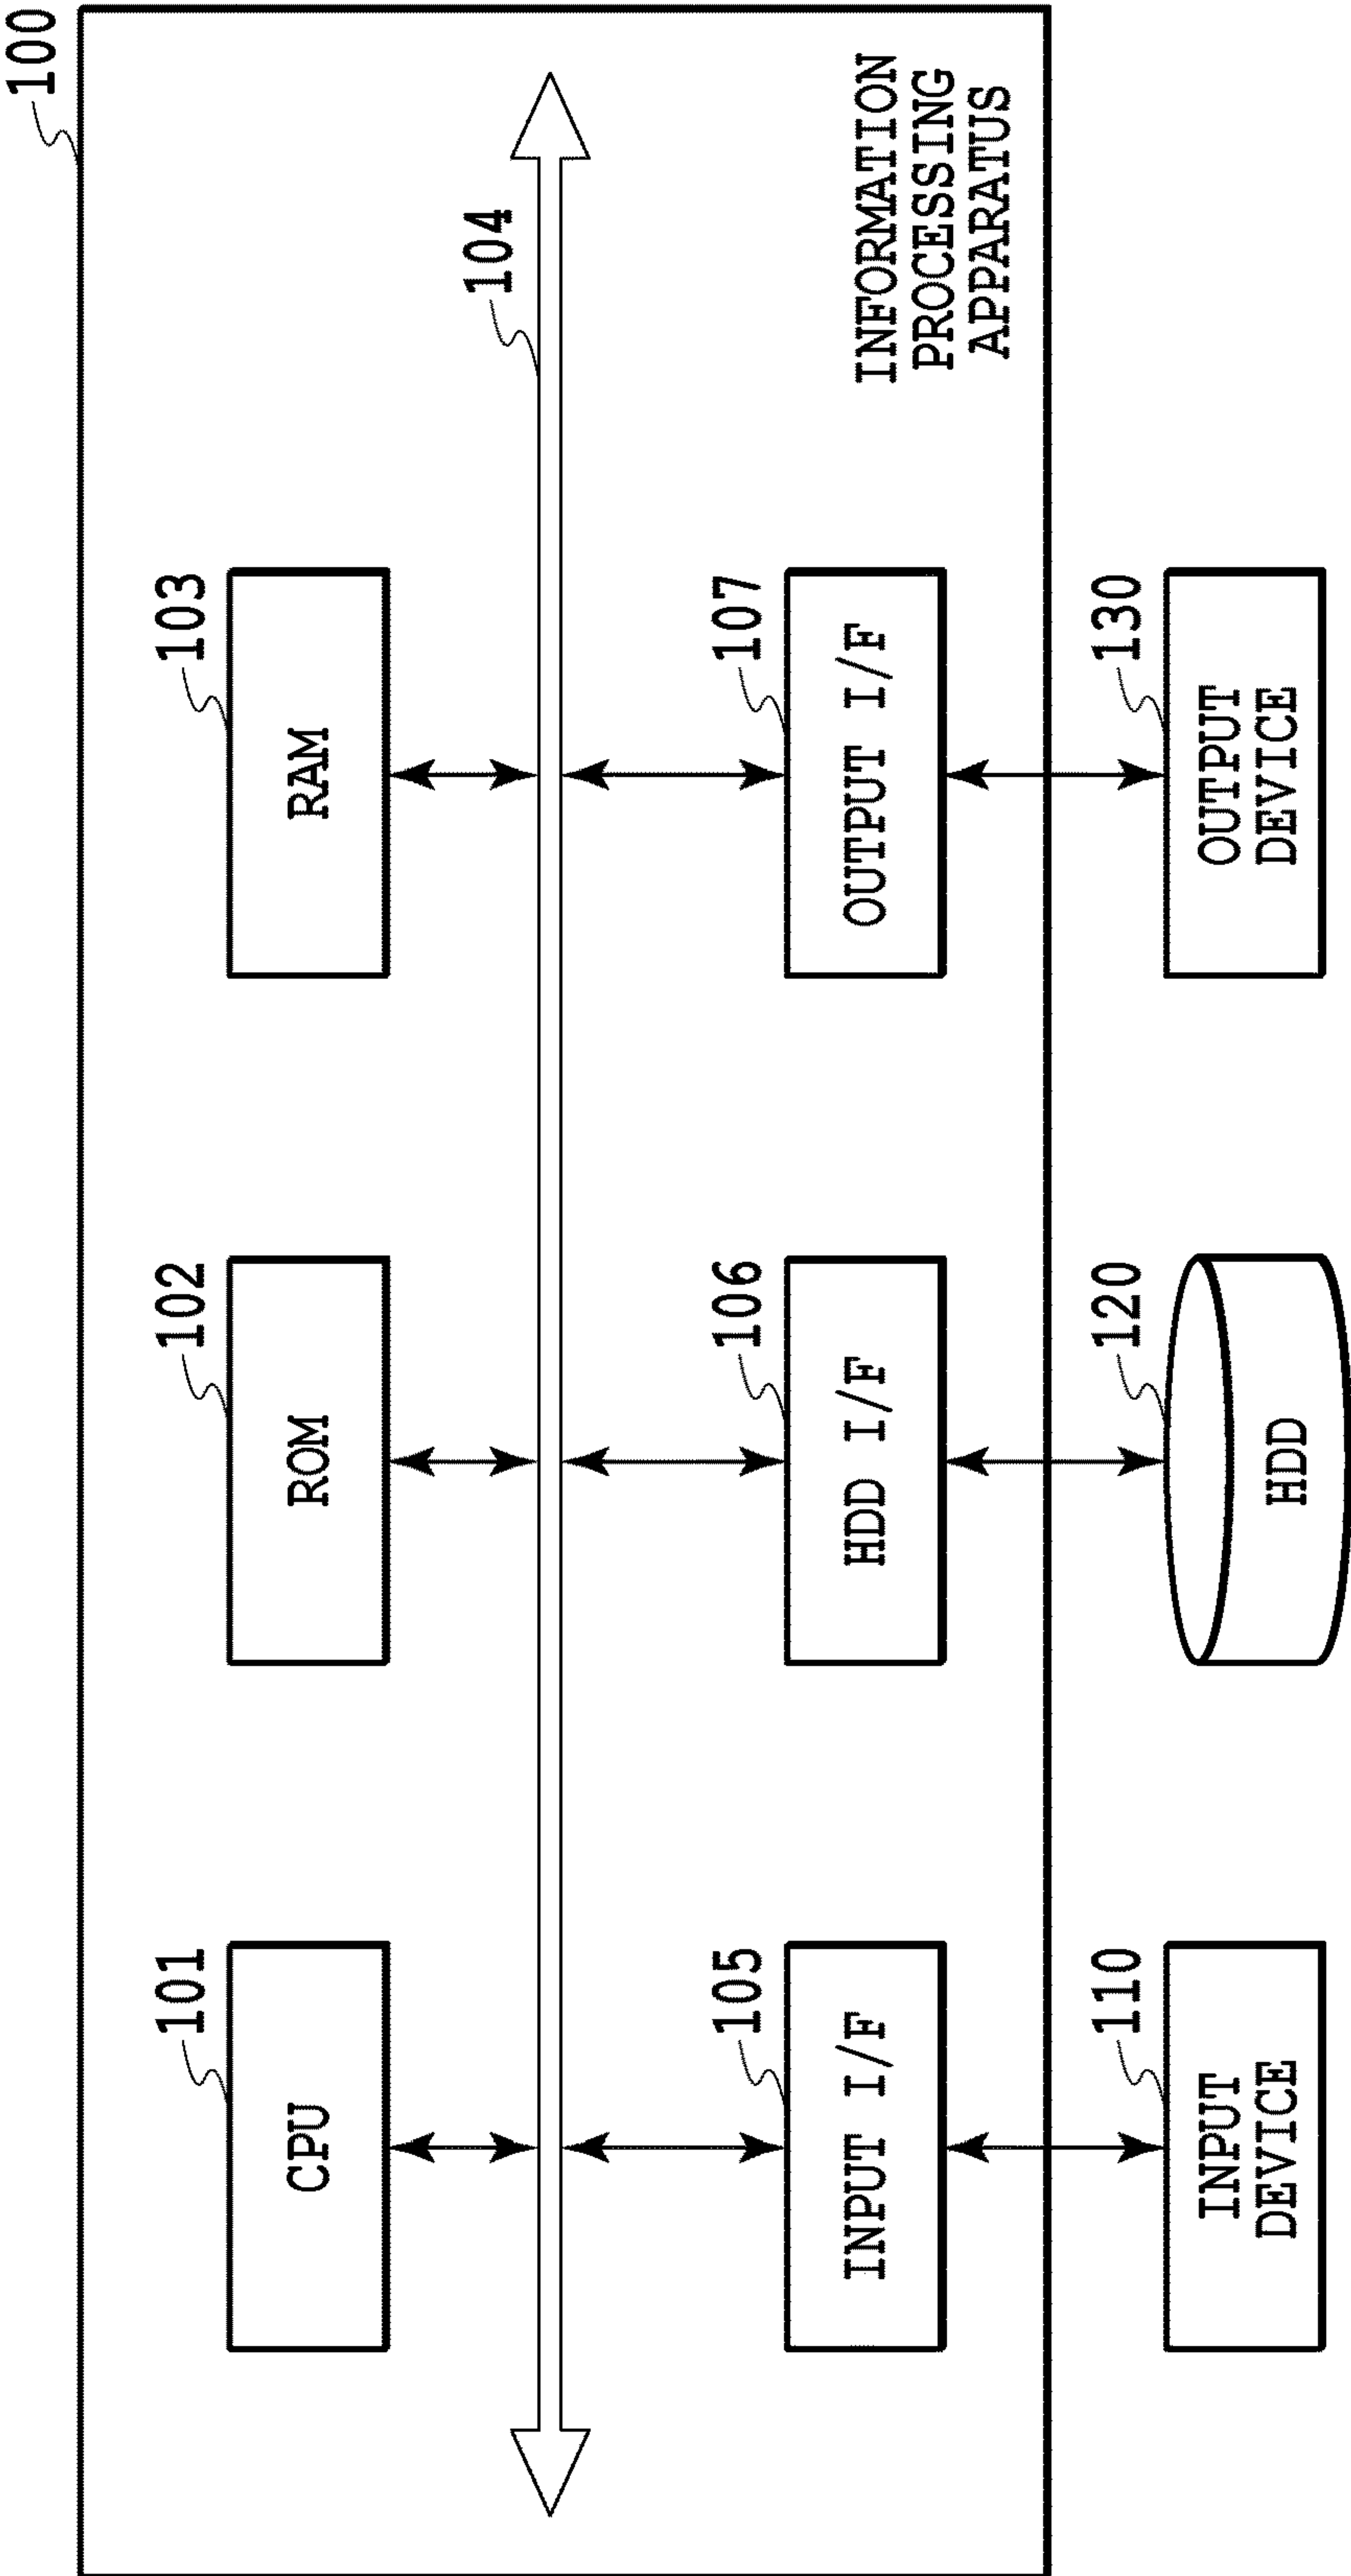 100
101
CPU
102
ROM
103
RAM
104
105
INPUT I/F
106
HDD I/F
107
OUTPUT I/F
INFORMATION
PROCESSING
APPARATUS
110
INPUT
DEVICE
120
HDD
130
OUTPUT
DEVICE